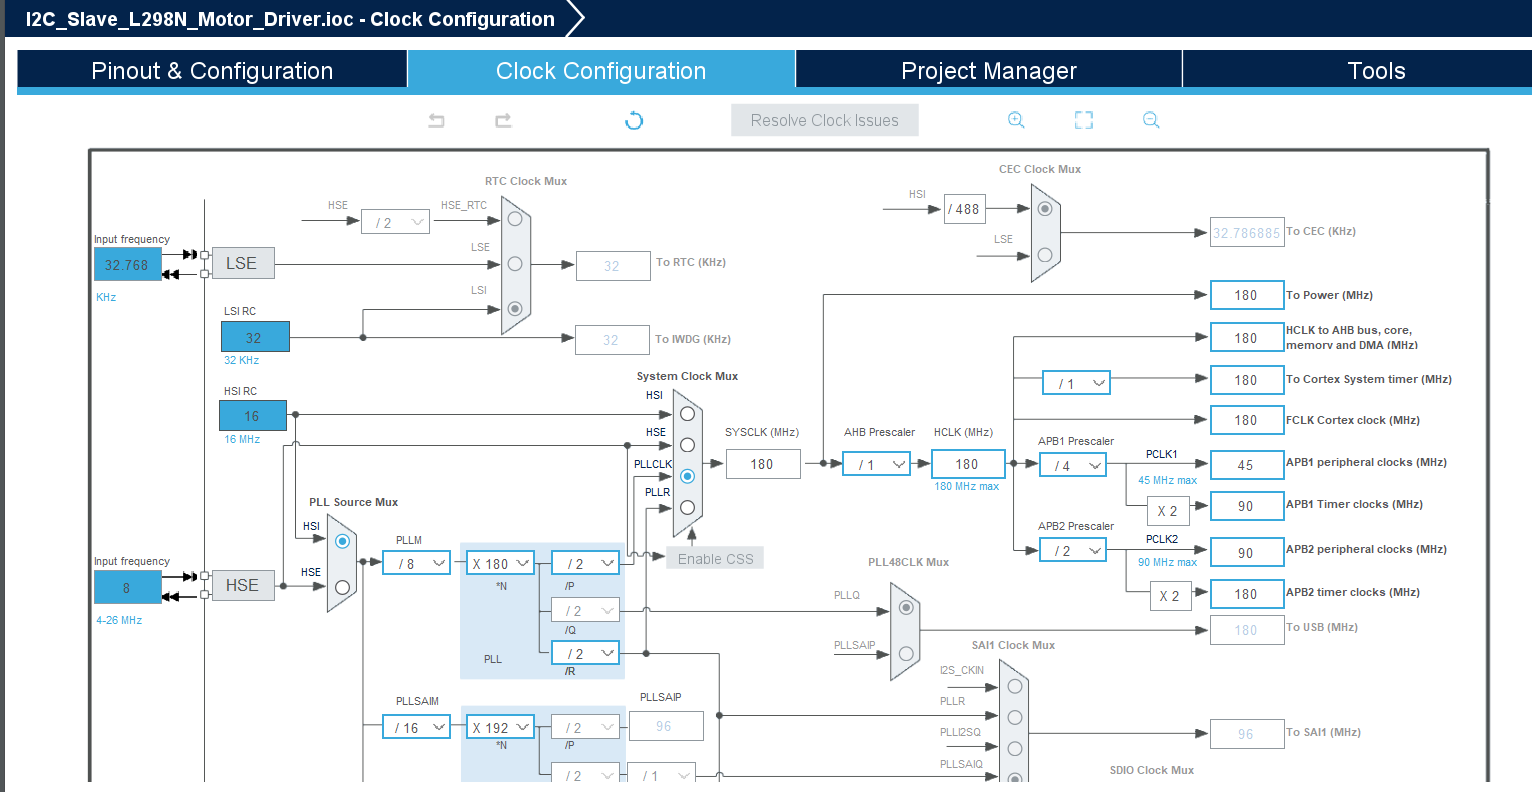 I2C_Slave_L298N_Motor_Driver.ioc - Clock Configuration
Pinout & Configuration
Clock Configuration
Project Manager
Tools
Resolve Clock Issues
RTC Clock Mux
CEC Clock Mux
HSE
/ 2
HSE_RTC
HSI
/ 488
LSE
32.786885
To CEC (KHz)
Input frequency
32.768
KHz
LSE
LSE
32
To RTC (KHz)
LSI
LSI RC
32
32 KHz
32
To IWDG (KHz)
180
To Power (MHz)
180
HCLK to AHB bus, core,
memory and DMA (MHz)
/ 1
180
To Cortex System timer (MHz)
180
FCLK Cortex clock (MHz)
HSI RC
16
16 MHz
System Clock Mux
HSI
HSE
PLLCLK
PLLR
SYSCLK (MHz)
180
AHB Prescaler
/ 1
HCLK (MHz)
180
180 MHz max
APB1 Prescaler
/ 4
PCLK1
45 MHz max
45
APB1 peripheral clocks (MHz)
X 2
90
APB1 Timer clocks (MHz)
APB2 Prescaler
/ 2
PCLK2
90 MHz max
90
APB2 peripheral clocks (MHz)
X 2
180
APB2 timer clocks (MHz)
PLL Source Mux
HSI
HSE
Input frequency
8
4-26 MHz
HSE
PLLM
/ 8
X 180
*N
/ 2
/P
/ 2
/Q
/ 2
/R
PLL
Enable CSS
PLL48CLK Mux
PLLQ
PLLSAIP
180
To USB (MHz)
PLLSAIM
/ 16
X 192
*N
/ 2
/P
PLLSAIP
96
/ 2
/ 1
SAI1 Clock Mux
I2S_CKIN
PLLR
PLLI2SQ
PLLSAIQ
96
To SAI1 (MHz)
SDIO Clock Mux